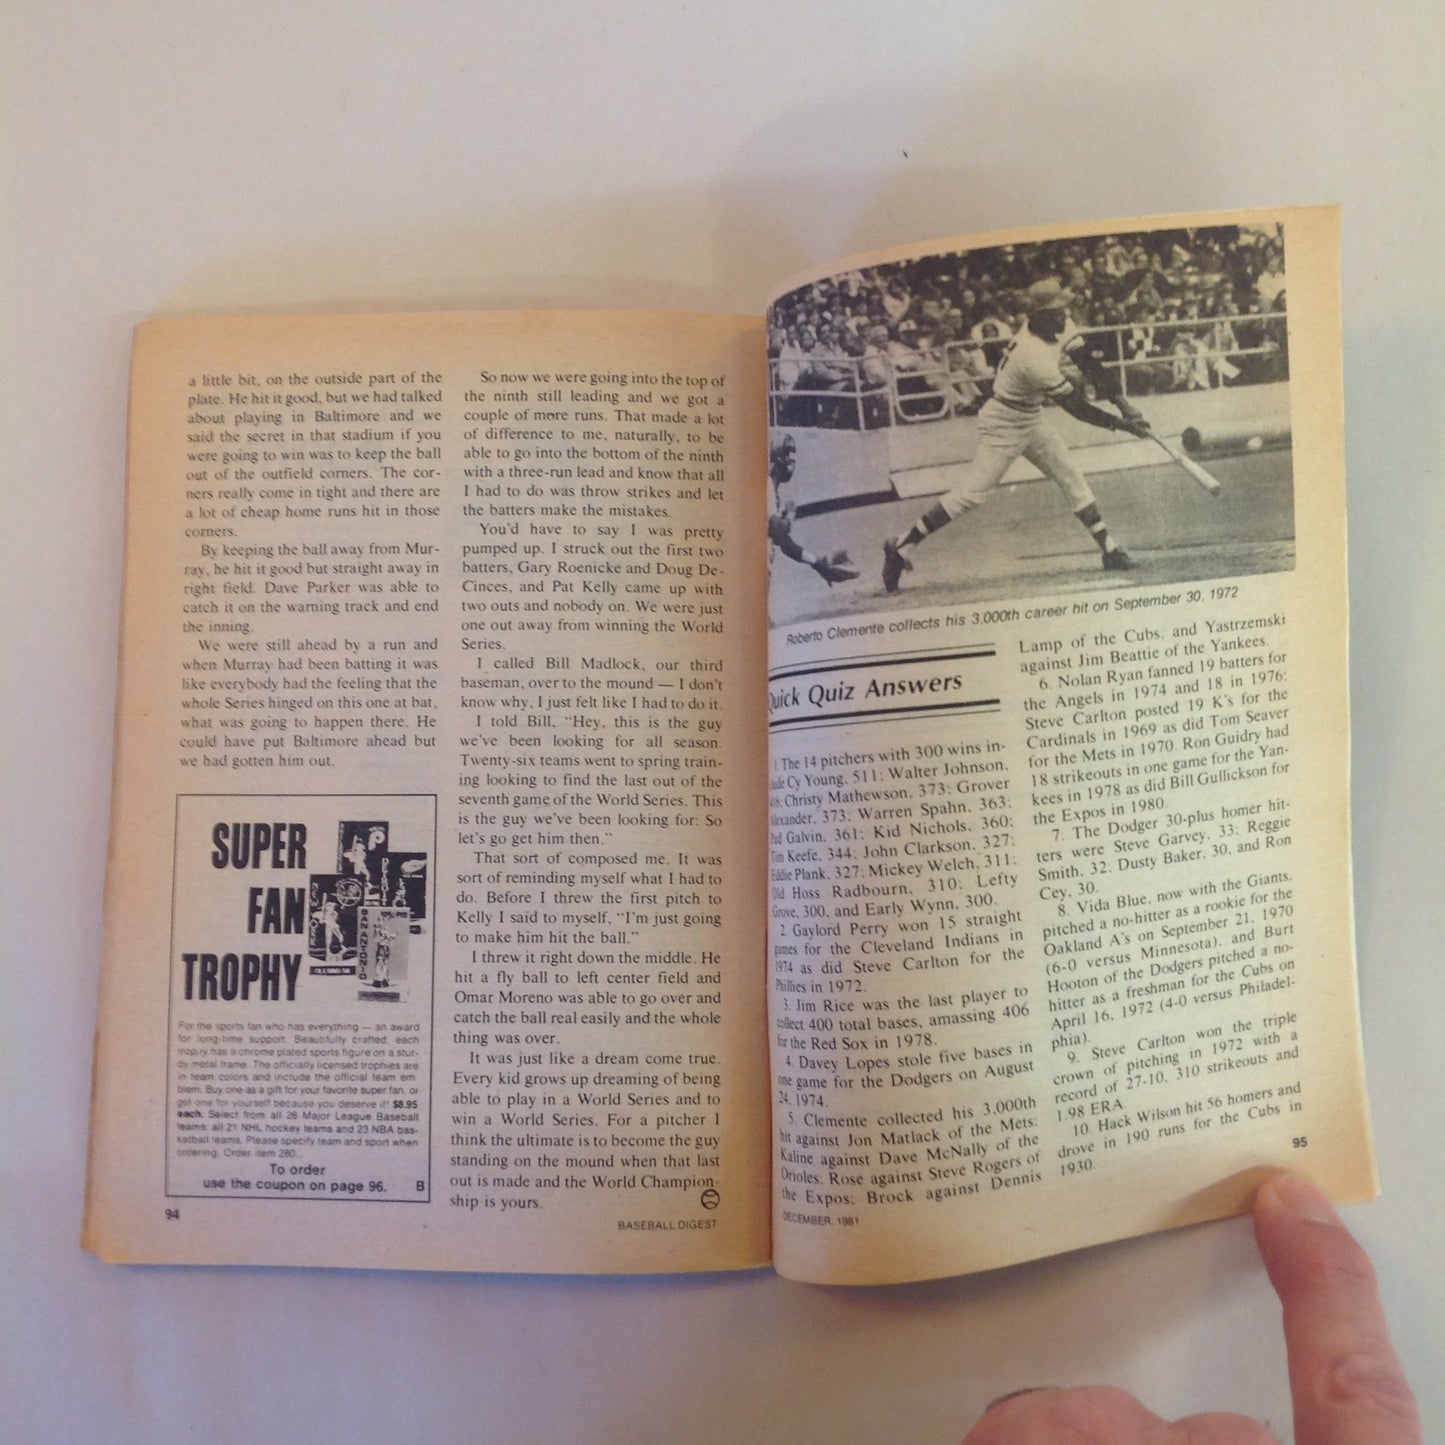 a little bit, on the outside part of the
plate. He hit it good, but we had talked
about playing in Baltimore and we
said the secret in that stadium if you
were going to win was to keep the ball
out of the outfield corners. The cor-
ners really come in tight and there are
a lot of cheap home runs hit in those
corners.
By keeping the ball away from Mur-
ray, he hit it good but straight away in
right field. Dave Parker was able to
catch it on the warning track and end
the inning.
We were still ahead by a run and
when Murray had been batting it was
like everybody had the feeling that the
whole Series hinged on this one at bat,
what was going to happen there. He
could have put Baltimore ahead but
we had gotten him out.
SUPER
FAN
TROPHY
For the sports fan who has everything — an award
for long-time support. Beautifully crafted, each
trophy has a chrome plated sports figure on a stur-
dy metal frame. The officially licensed trophies are
in team colors and include the official team em
blem. Buy one as a gift for your favorite super fan, or
get one for yourself because you deserve it! $8.95
each. Select from all 26 Major League Baseball
teams, all 21 NHL hockey teams and 23 NBA bas-
ketball teams. Please specify team and sport when
ordering. Order item 280.
To order
use the coupon on page 96. B
94
So now we were going into the top of
the ninth still leading and we got a
couple of more runs. That made a lot
of difference to me, naturally, to be
able to go into the bottom of the ninth
with a three-run lead and know that all
I had to do was throw strikes and let
the batters make the mistakes.
You'd have to say I was pretty
pumped up. I struck out the first two
batters, Gary Roenicke and Doug De-
Cinces, and Pat Kelly came up with
two outs and nobody on. We were just
one out away from winning the World
Series.
I called Bill Madlock, our third
baseman, over to the mound — I don't
know why, I just felt like I had to do it.
I told Bill, "Hey, this is the guy
we've been looking for all season.
Twenty-six teams went to spring train-
ing looking to find the last out of the
seventh game of the World Series. This
is the guy we've been looking for: So
let's go get him then."
That sort of composed me. It was
sort of reminding myself what I had to
do. Before I threw the first pitch to
Kelly I said to myself, "I'm just going
to make him hit the ball."
I threw it right down the middle. He
hit a fly ball to left center field and
Omar Moreno was able to go over and
catch the ball real easily and the whole
thing was over.
It was just like a dream come true.
Every kid grows up dreaming of being
able to play in a World Series and to
win a World Series. For a pitcher I
think the ultimate is to become the guy
standing on the mound when that last
out is made and the World Champion-
ship is yours.
BASEBALL DIGEST
Roberto Clemente collects his 3,000th career hit on September 30, 1972
Quick Quiz Answers
1. The 14 pitchers with 300 wins in-
clude Cy Young, 511; Walter Johnson,
416; Christy Mathewson, 373; Grover
Alexander, 373; Warren Spahn, 363;
Pud Galvin, 361; Kid Nichols, 360;
Tim Keefe, 344; John Clarkson, 327;
Eddie Plank, 327; Mickey Welch, 311;
Old Hoss Radbourn, 310; Lefty
Grove, 300, and Early Wynn, 300.
2. Gaylord Perry won 15 straight
games for the Cleveland Indians in
1974 as did Steve Carlton for the
Phillies in 1972.
3. Jim Rice was the last player to
collect 400 total bases, amassing 406
for the Red Sox in 1978.
4. Davey Lopes stole five bases in
one game for the Dodgers on August
24, 1974.
5. Clemente collected his 3,000th
hit against Jon Matlack of the Mets;
Kaline against Dave McNally of the
Orioles; Rose against Steve Rogers of
the Expos; Brock against Dennis
DECEMBER, 1981
Lamp of the Cubs, and Yastrzemski
against Jim Beattie of the Yankees.
6. Nolan Ryan fanned 19 batters for
the Angels in 1974 and 18 in 1976;
Steve Carlton posted 19 K's for the
Cardinals in 1969 as did Tom Seaver
for the Mets in 1970. Ron Guidry had
18 strikeouts in one game for the Yan-
kees in 1978 as did Bill Gullickson for
the Expos in 1980.
7. The Dodger 30-plus homer hit-
ters were Steve Garvey, 33; Reggie
Smith, 32; Dusty Baker, 30, and Ron
Cey, 30.
8. Vida Blue, now with the Giants,
pitched a no-hitter as a rookie for the
Oakland A's on September 21, 1970
(6-0 versus Minnesota), and Burt
Hooton of the Dodgers pitched a no-
hitter as a freshman for the Cubs on
April 16, 1972 (4-0 versus Philadel-
phia).
9. Steve Carlton won the triple
crown of pitching in 1972 with a
record of 27-10, 310 strikeouts and
1.98 ERA.
10. Hack Wilson hit 56 homers and
drove in 190 runs for the Cubs in
1930.
95